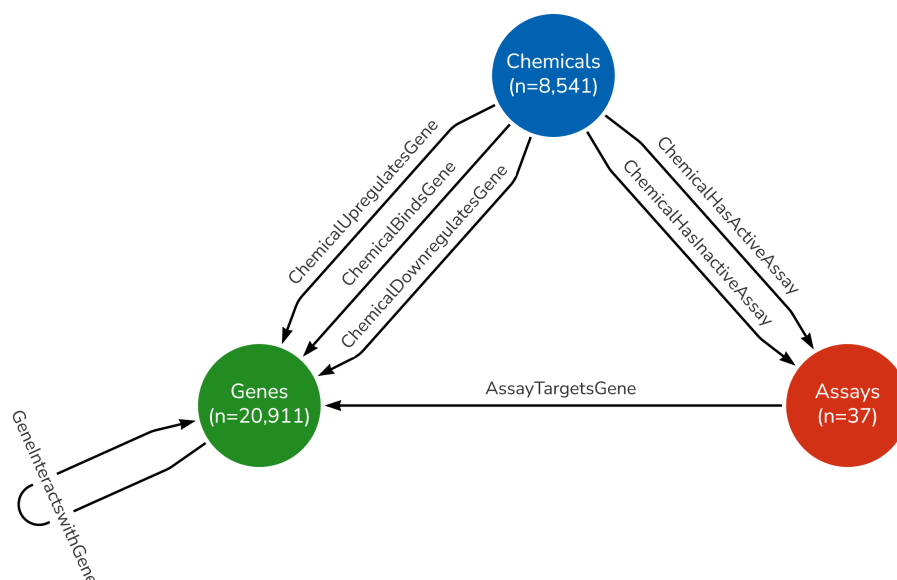 Chemicals
(n=8,541)
ChemicalUpregulatesGene
ChemicalBindsGene
ChemicalDownregulatesGene
ChemicalHasActiveAssay
ChemicalHasInactiveAssay
Genes
(n=20,911)
AssayTargetsGene
Assays
(n=37)
GeneInteractswithGene